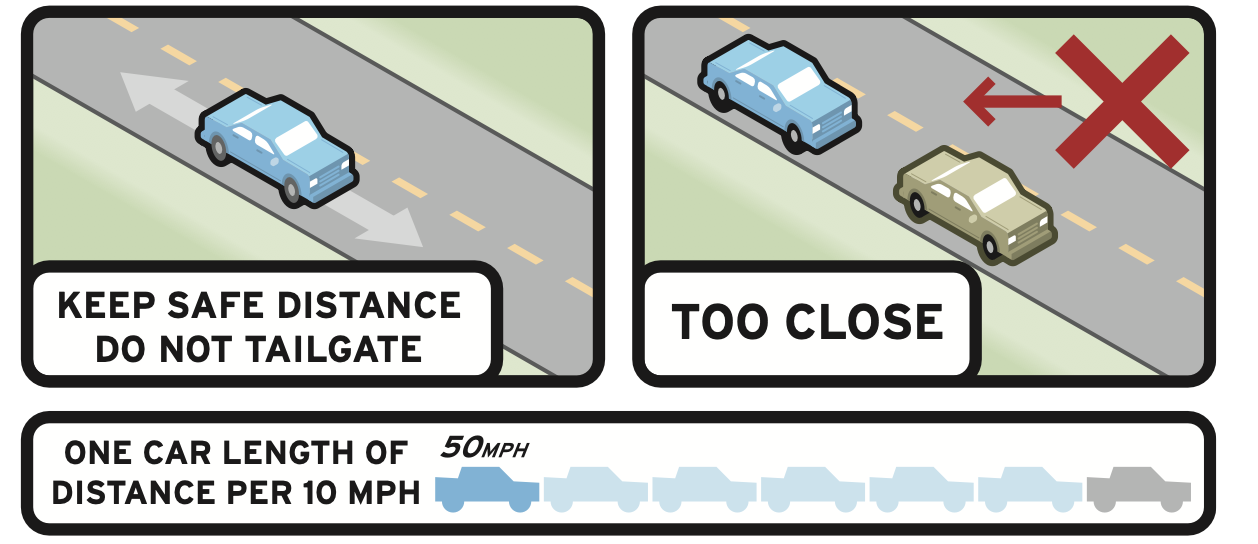 KEEP SAFE DISTANCE
DO NOT TAILGATE
TOO CLOSE
ONE CAR LENGTH OF
DISTANCE PER 10 MPH
50MPH